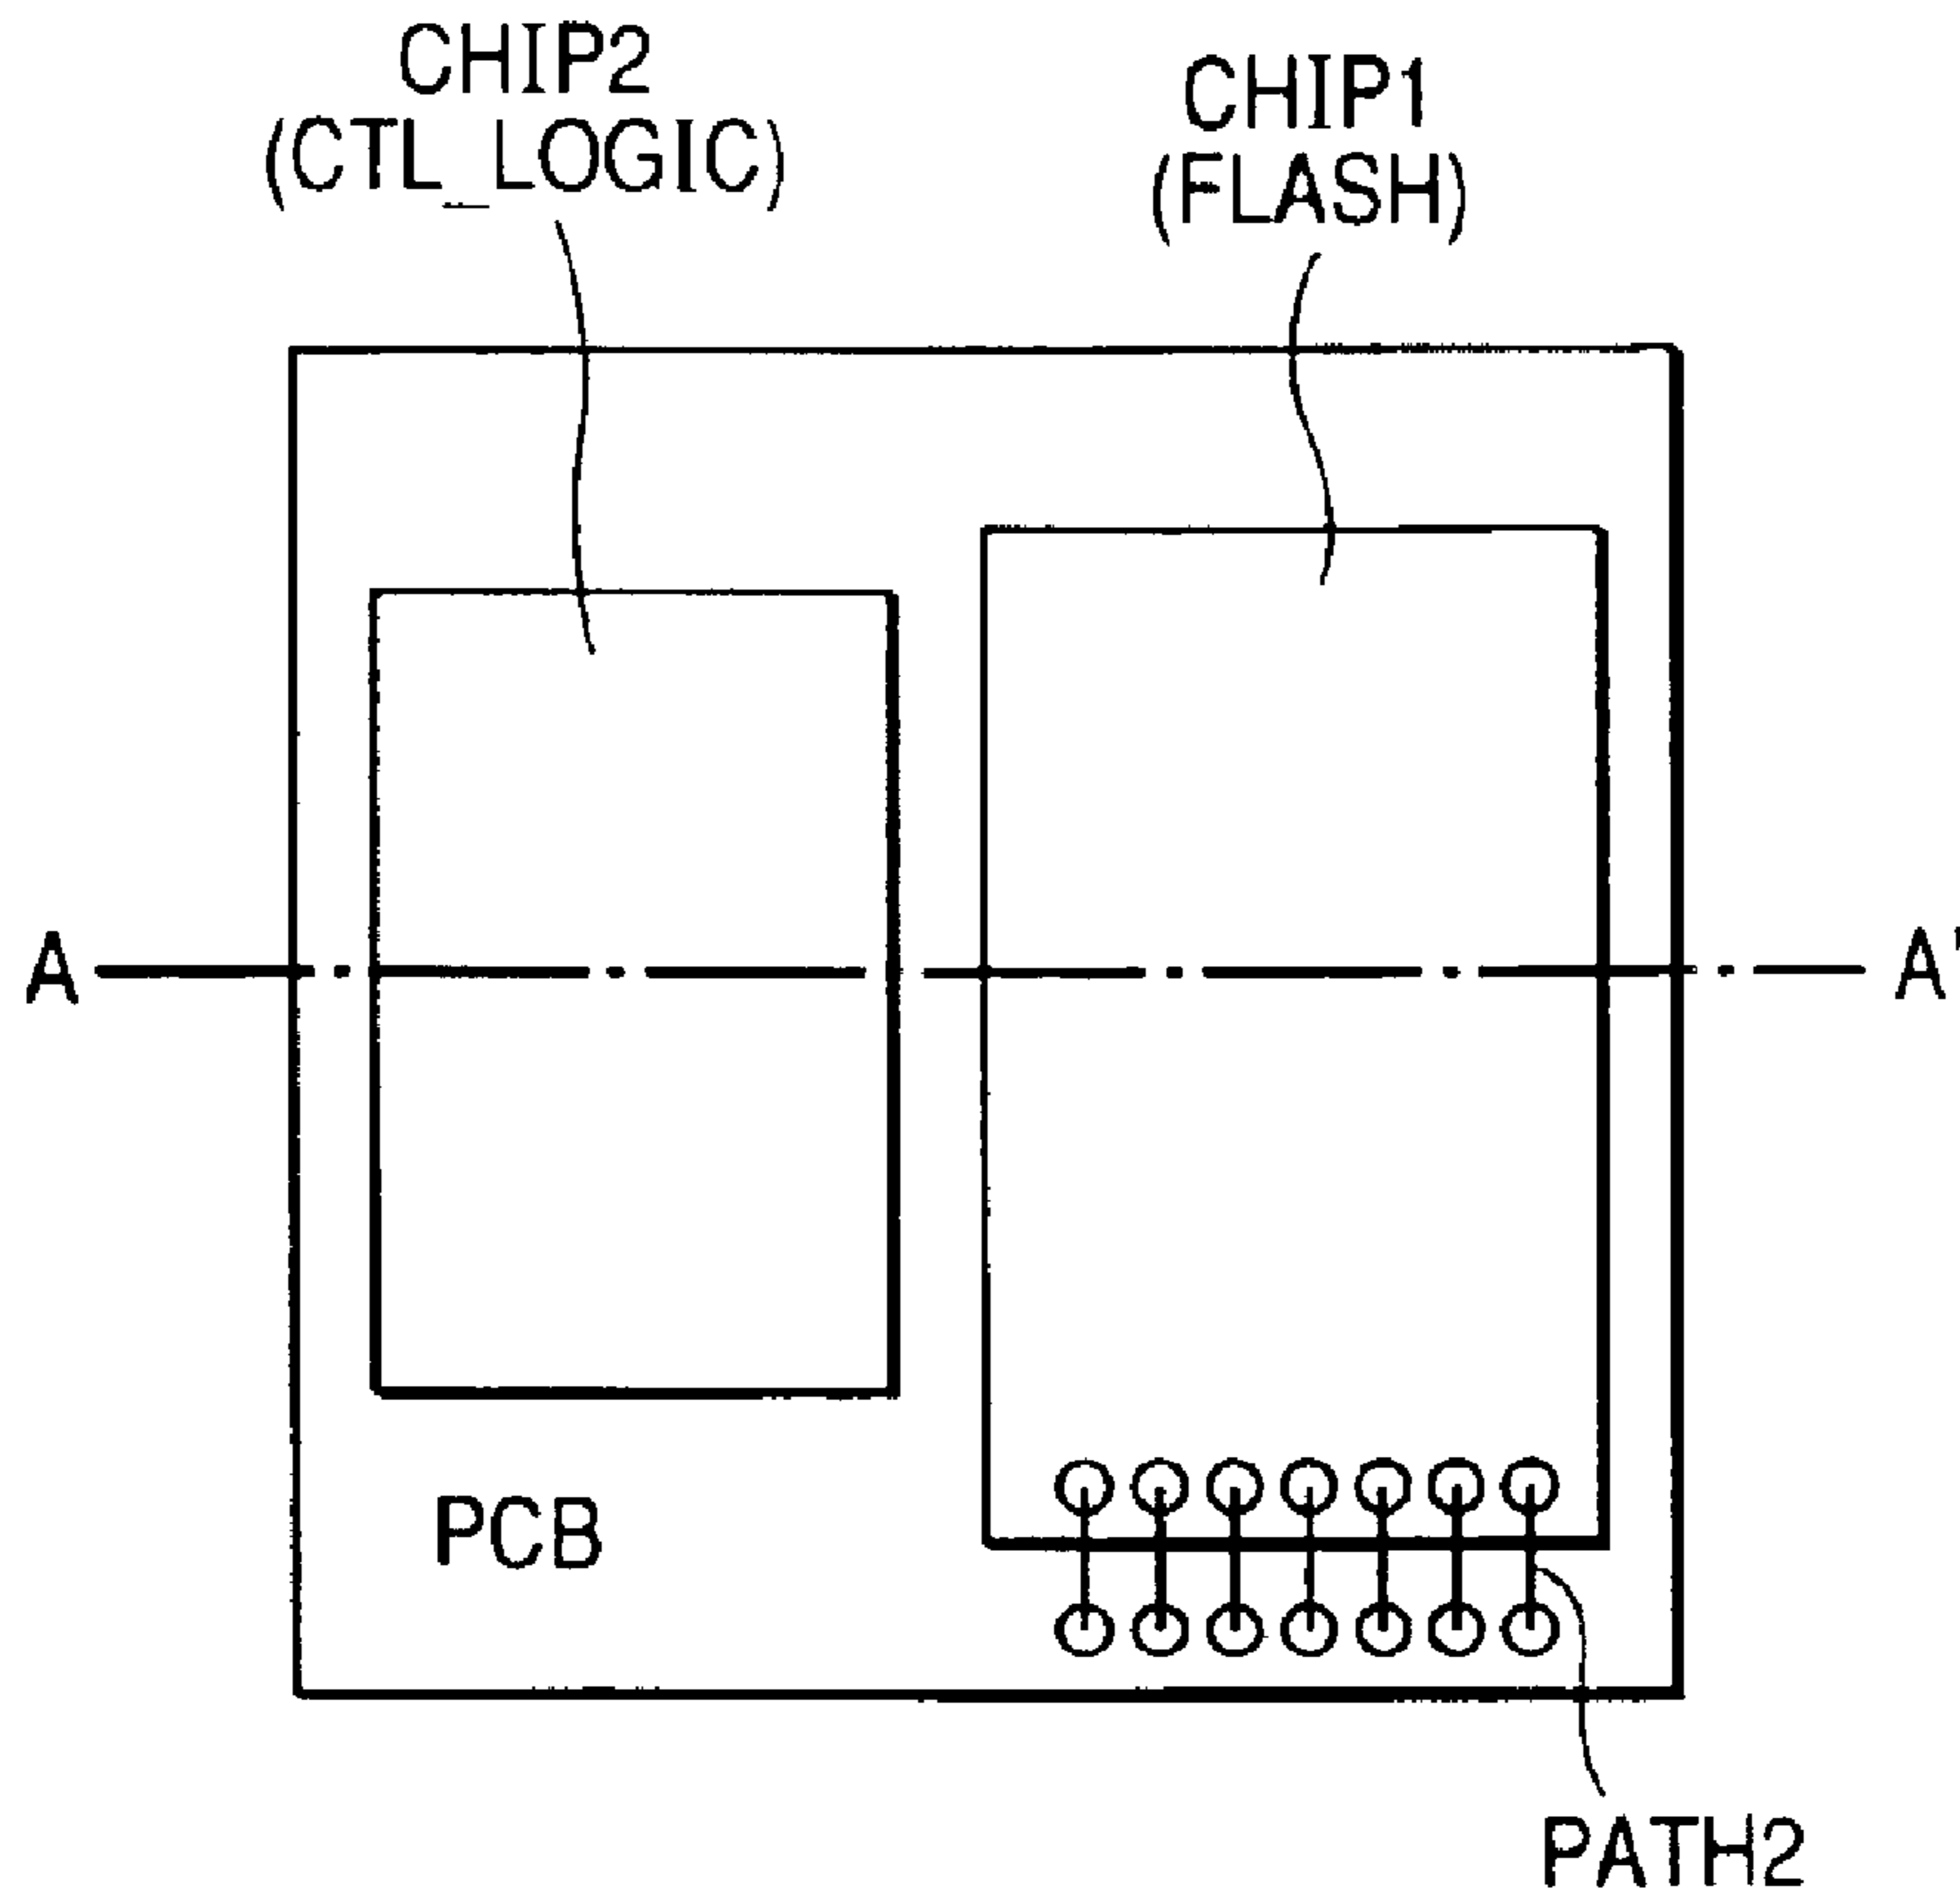 CHIP2
(CTL_LOGIC)
CHIP1
(FLASH)
A
A'
PCB
PATH2